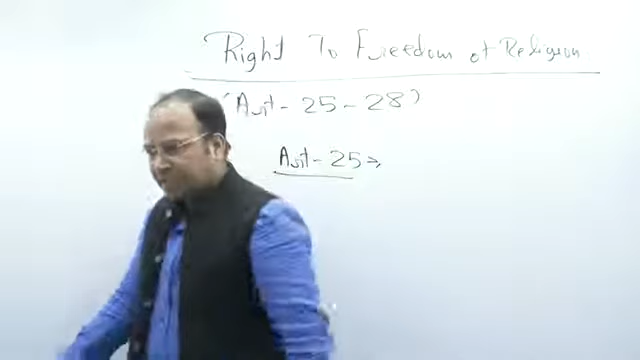 Right To Freedom of Religion
(Art - 25 - 28)
Art - 25 →